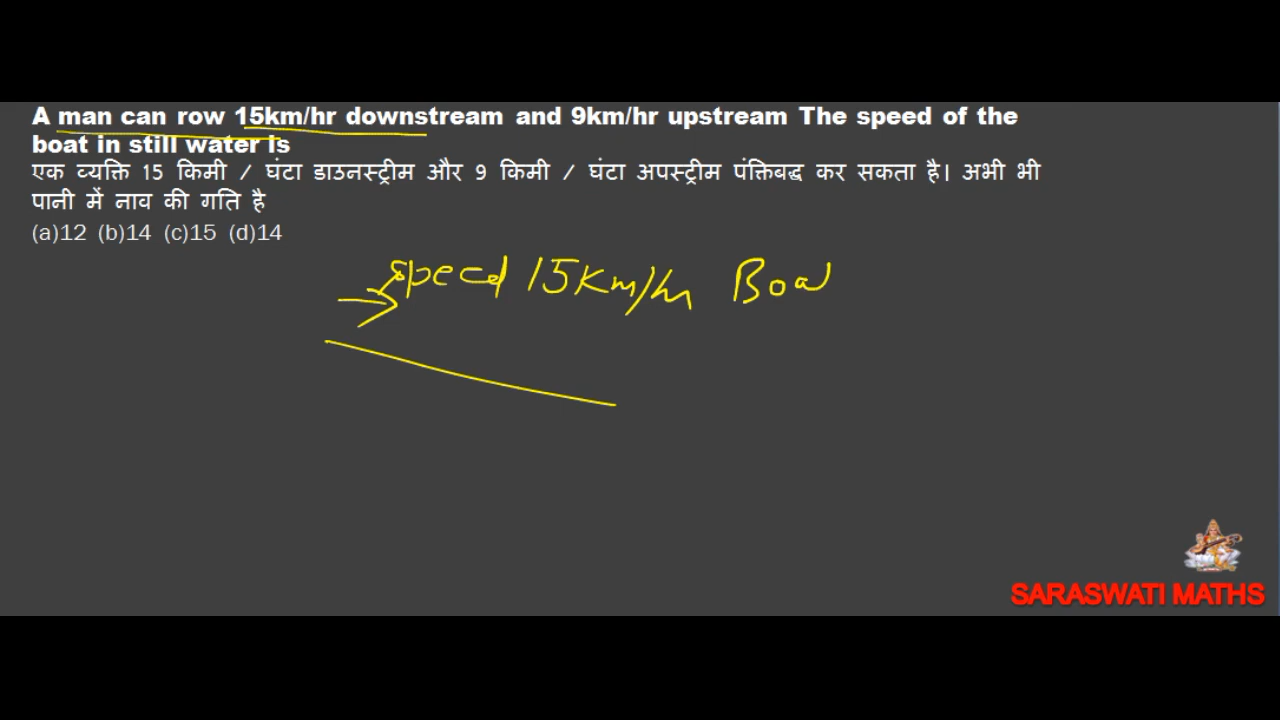 A man can row 15km/hr downstream and 9km/hr upstream The speed of the
boat in still water is
एक व्यक्ति 15 किमी / घंटा डाउनस्ट्रीम और 9 किमी / घंटा अपस्ट्रीम पंक्तिबद्ध कर सकता है। अभी भी
पानी में नाव की गति है
(a)12 (b)14 (c)15 (d)14
speed 15km/hr Boa
SARASWATI MATHS